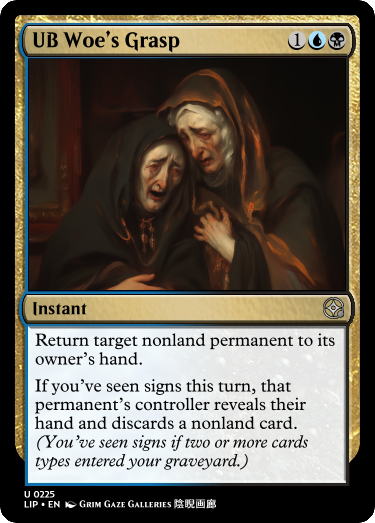 UB Woe's Grasp 1
Instant
Return target nonland permanent to its
owner's hand.
If you've seen signs this turn, that
permanent's controller reveals their
hand and discards a nonland card.
(You've seen signs if two or more cards
types entered your graveyard.)
U 0225
LIP • EN Grim Gaze Galleries 陰睨画廊